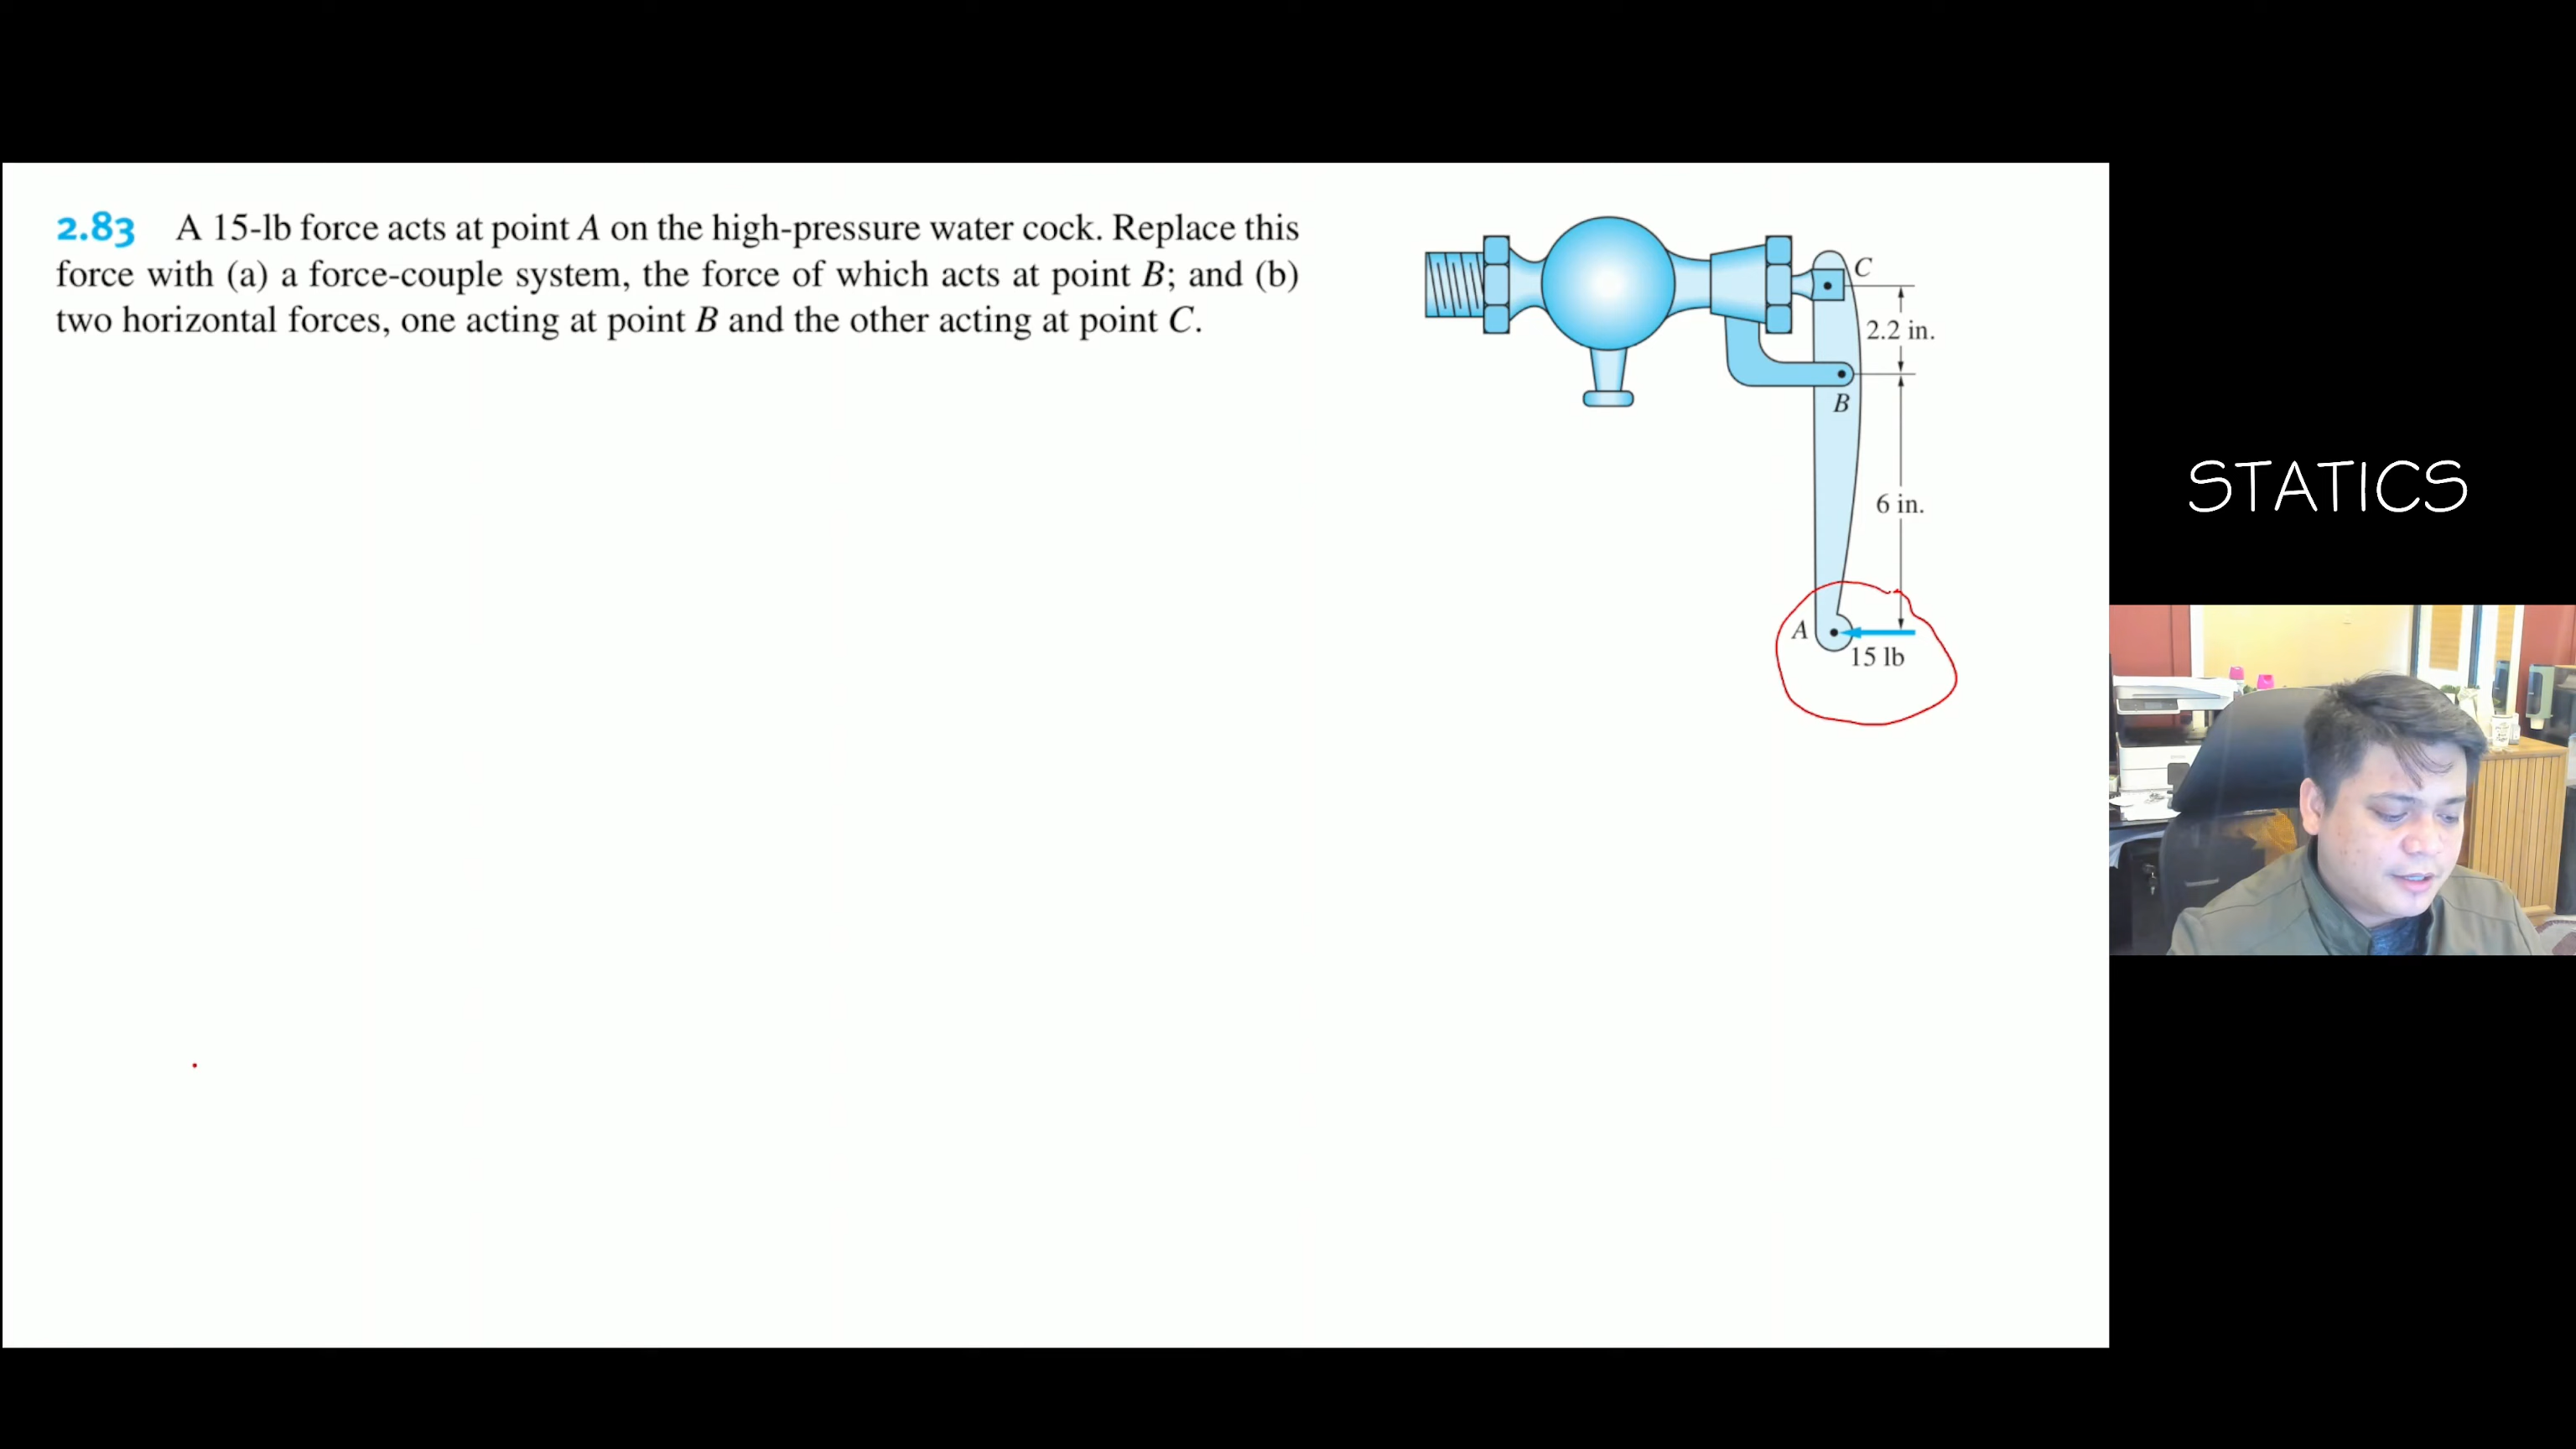 2.83 A 15-lb force acts at point A on the high-pressure water cock. Replace this
force with (a) a force-couple system, the force of which acts at point B; and (b)
two horizontal forces, one acting at point B and the other acting at point C.
C
2.2 in.
B
6 in.
A
15 lb
STATICS